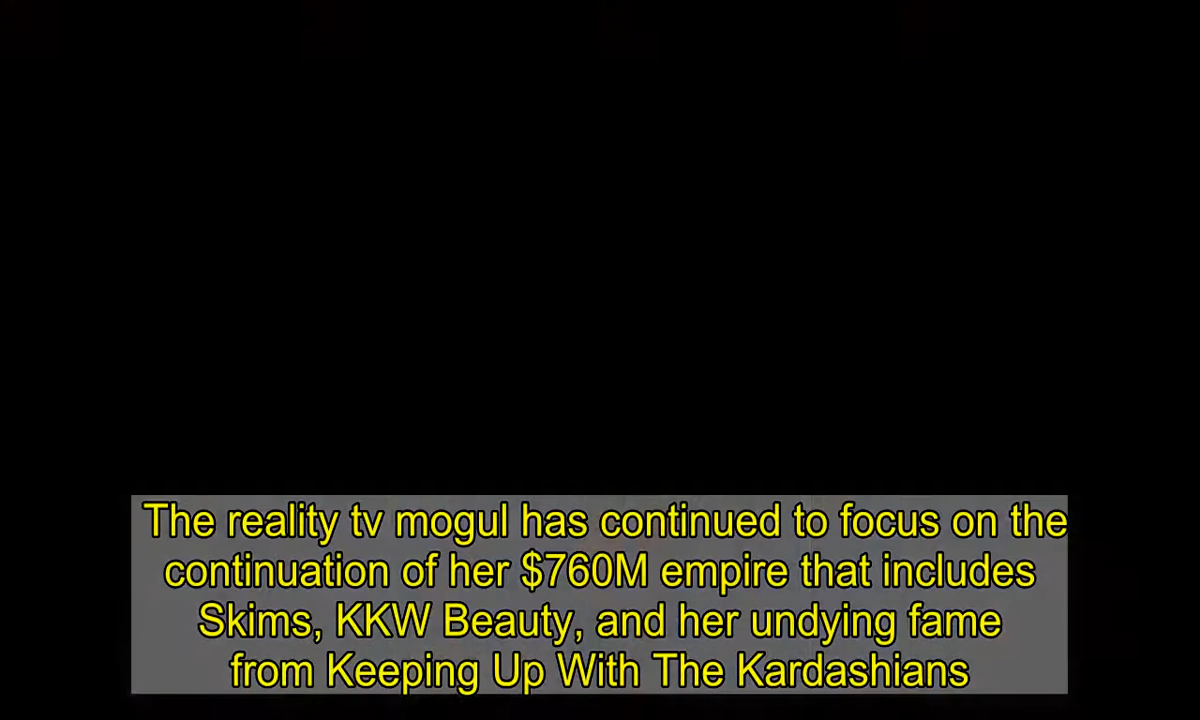 The reality tv mogul has continued to focus on the
continuation of her $760M empire that includes
Skims, KKW Beauty, and her undying fame
from Keeping Up With The Kardashians